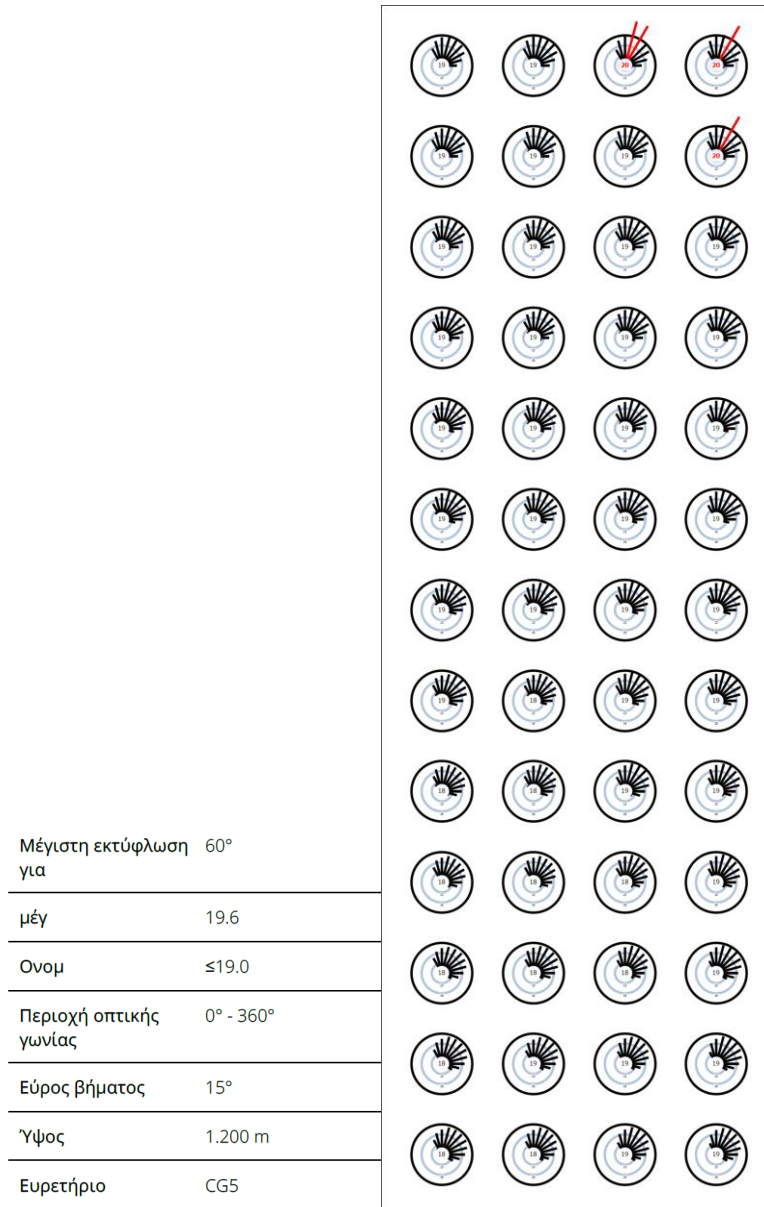 Μέγιστη εκτύφλωση για 60°
μέγ 19.6
Ονομ ≤19.0
Περιοχή οπτικής γωνίας 0° - 360°
Εύρος βήματος 15°
Ύψος 1.200 m
Ευρετήριο CG5
19 19 20 20
19 19 19 20
19 19 19 19
19 19 19 19
19 19 19 19
19 19 19 19
19 19 19 19
19 18 19 19
18 18 19 19
18 18 18 19
18 18 18 19
18 19 19 19
18 18 19 19